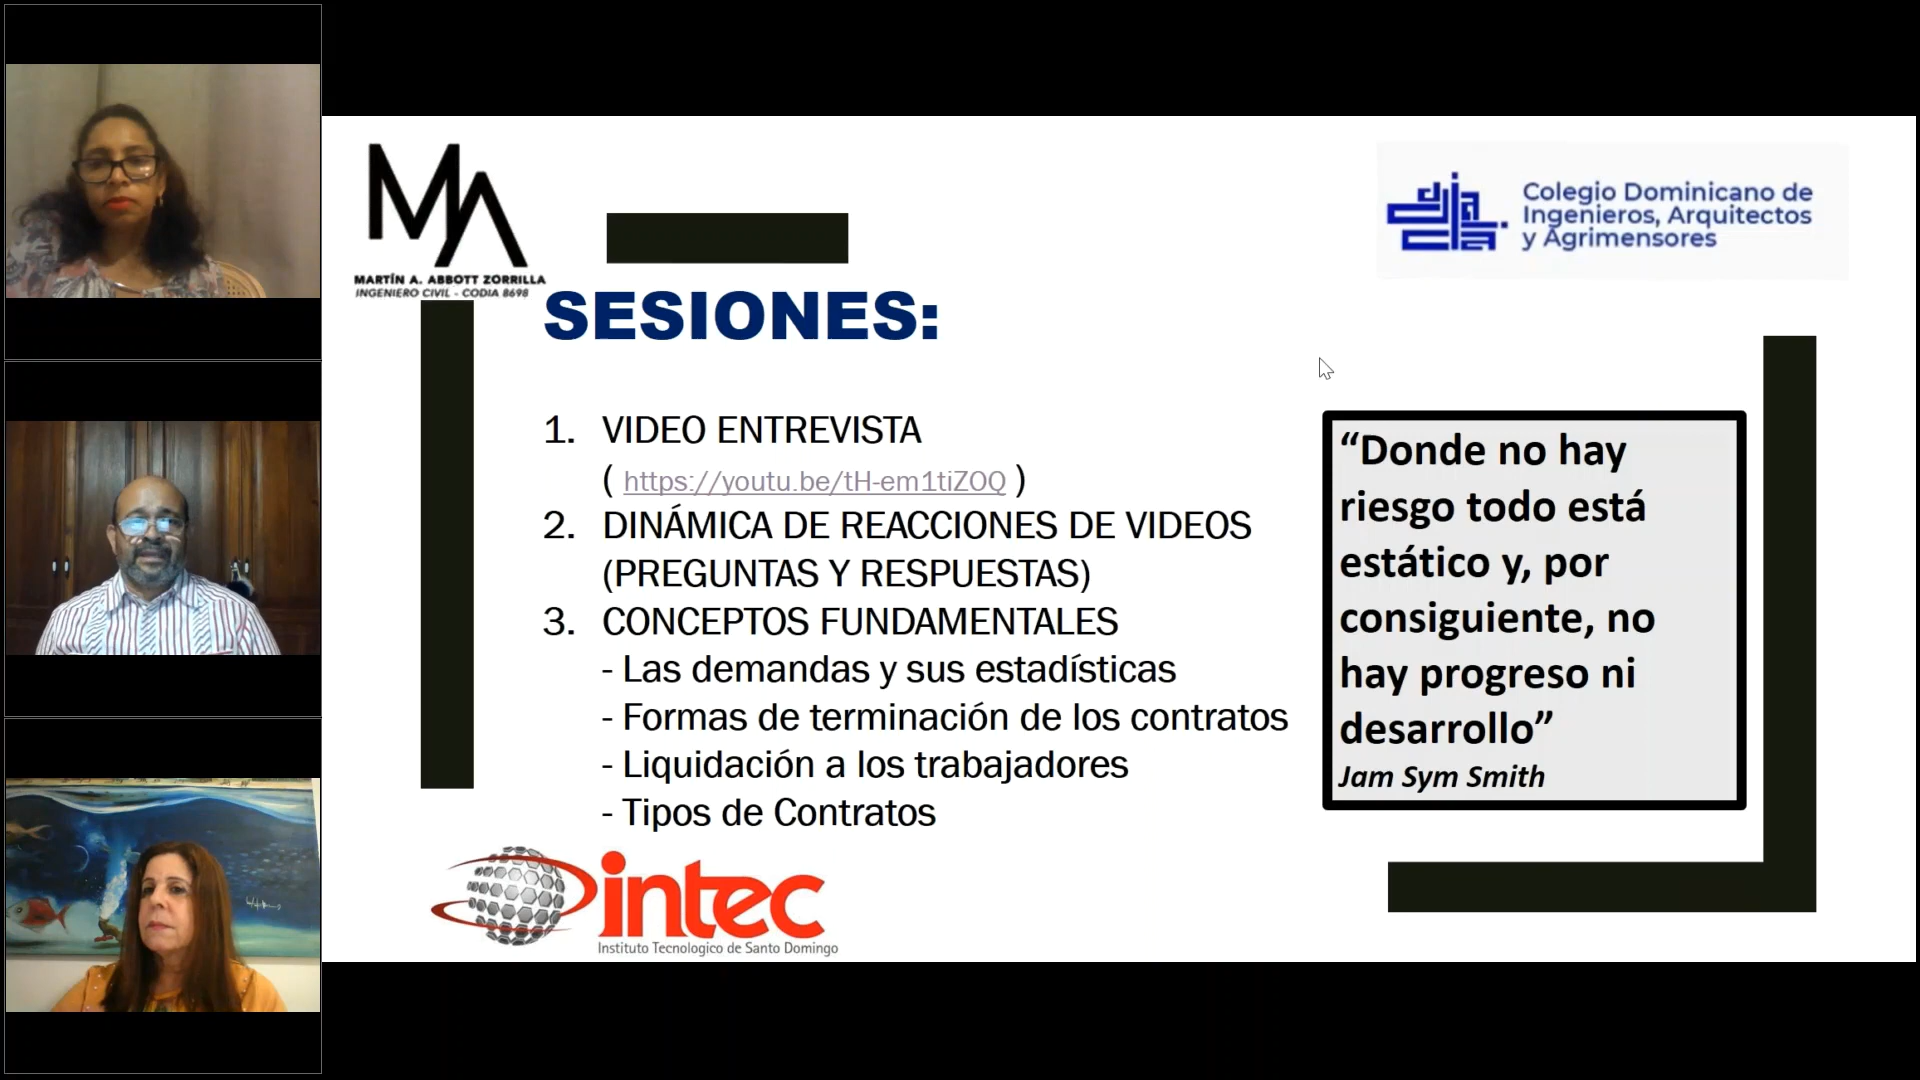 MARTÍN A. ABBOTT ZORRILLA
INGENIERO CIVIL - CODIA 8698
Colegio Dominicano de
Ingenieros, Arquitectos
y Agrimensores
SESIONES:
1. VIDEO ENTREVISTA
( https://youtu.be/tH-em1tiZOQ )
2. DINÁMICA DE REACCIONES DE VIDEOS
(PREGUNTAS Y RESPUESTAS)
3. CONCEPTOS FUNDAMENTALES
- Las demandas y sus estadísticas
- Formas de terminación de los contratos
- Liquidación a los trabajadores
- Tipos de Contratos
“Donde no hay
riesgo todo está
estático y, por
consiguiente, no
hay progreso ni
desarrollo”
Jam Sym Smith
intec
Instituto Tecnologico de Santo Domingo